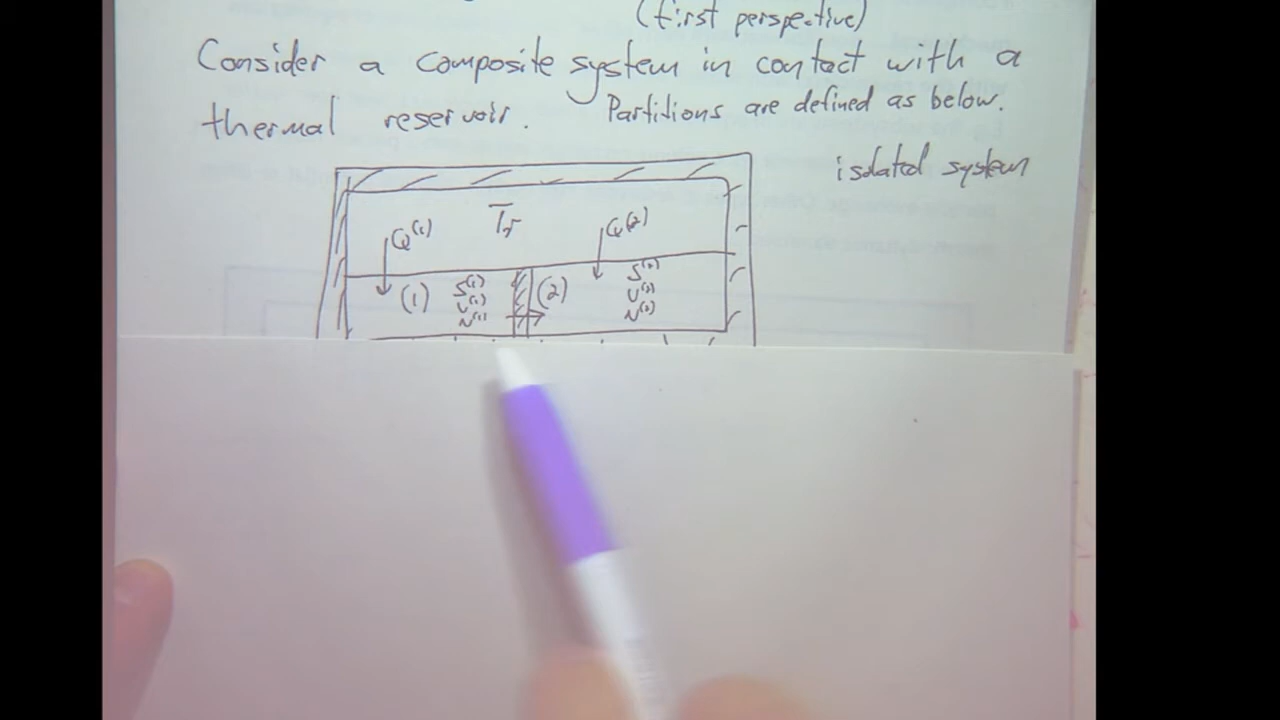 (first perspective)
Consider a composite system in contact with a
thermal reservoir. Partitions are defined as below.
isolated system
Tr
Q(1)
Q(2)
(1)
S(1)
U(1)
N(1)
(2)
S(2)
U(2)
N(2)